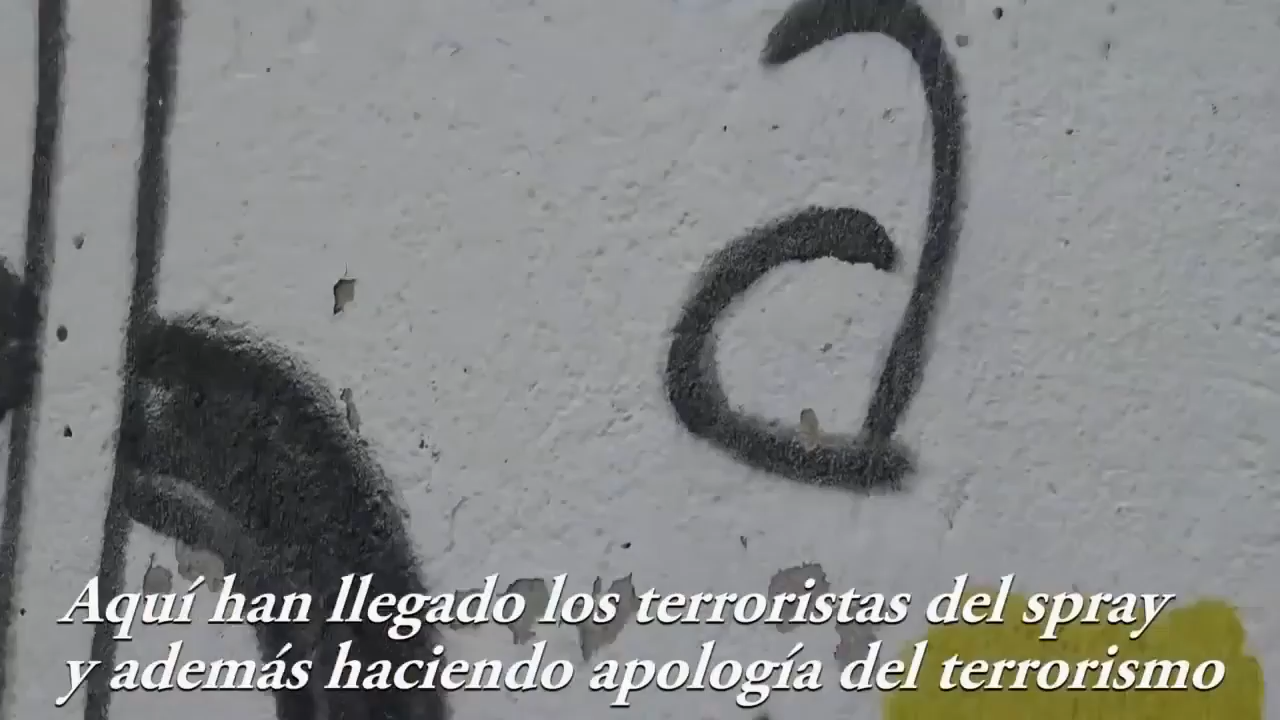 a
Aquí han llegado los terroristas del spray
y además haciendo apología del terrorismo